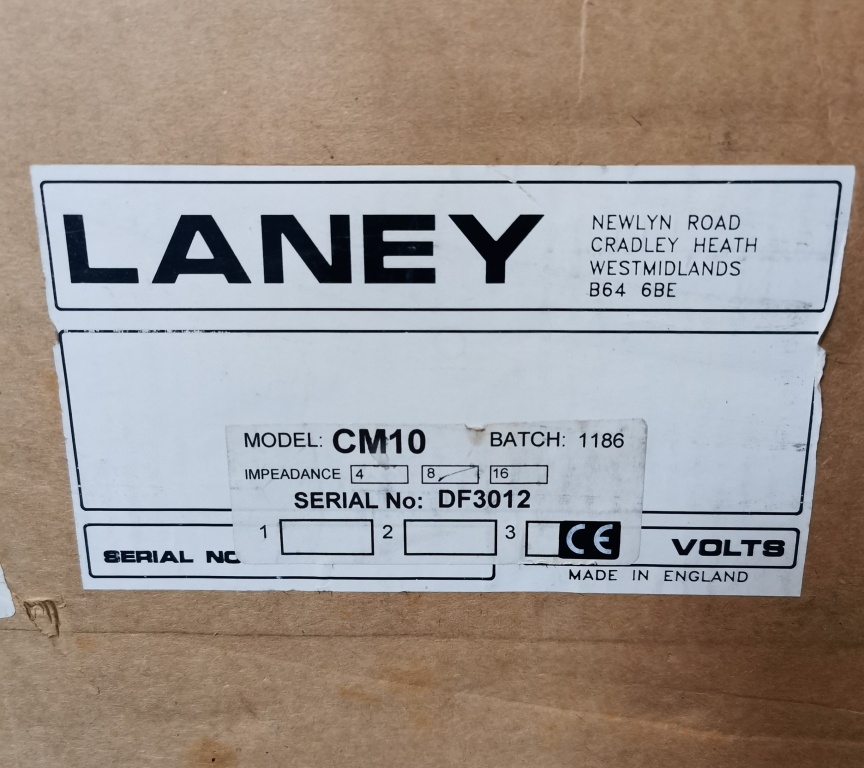 LANEY
NEWLYN ROAD
CRADLEY HEATH
WESTMIDLANDS
B64 6BE
MODEL: CM10 BATCH: 1186
IMPEADANCE 4 8 16
SERIAL No: DF3012
1 2 3 CE
SERIAL NO VOLTS
MADE IN ENGLAND